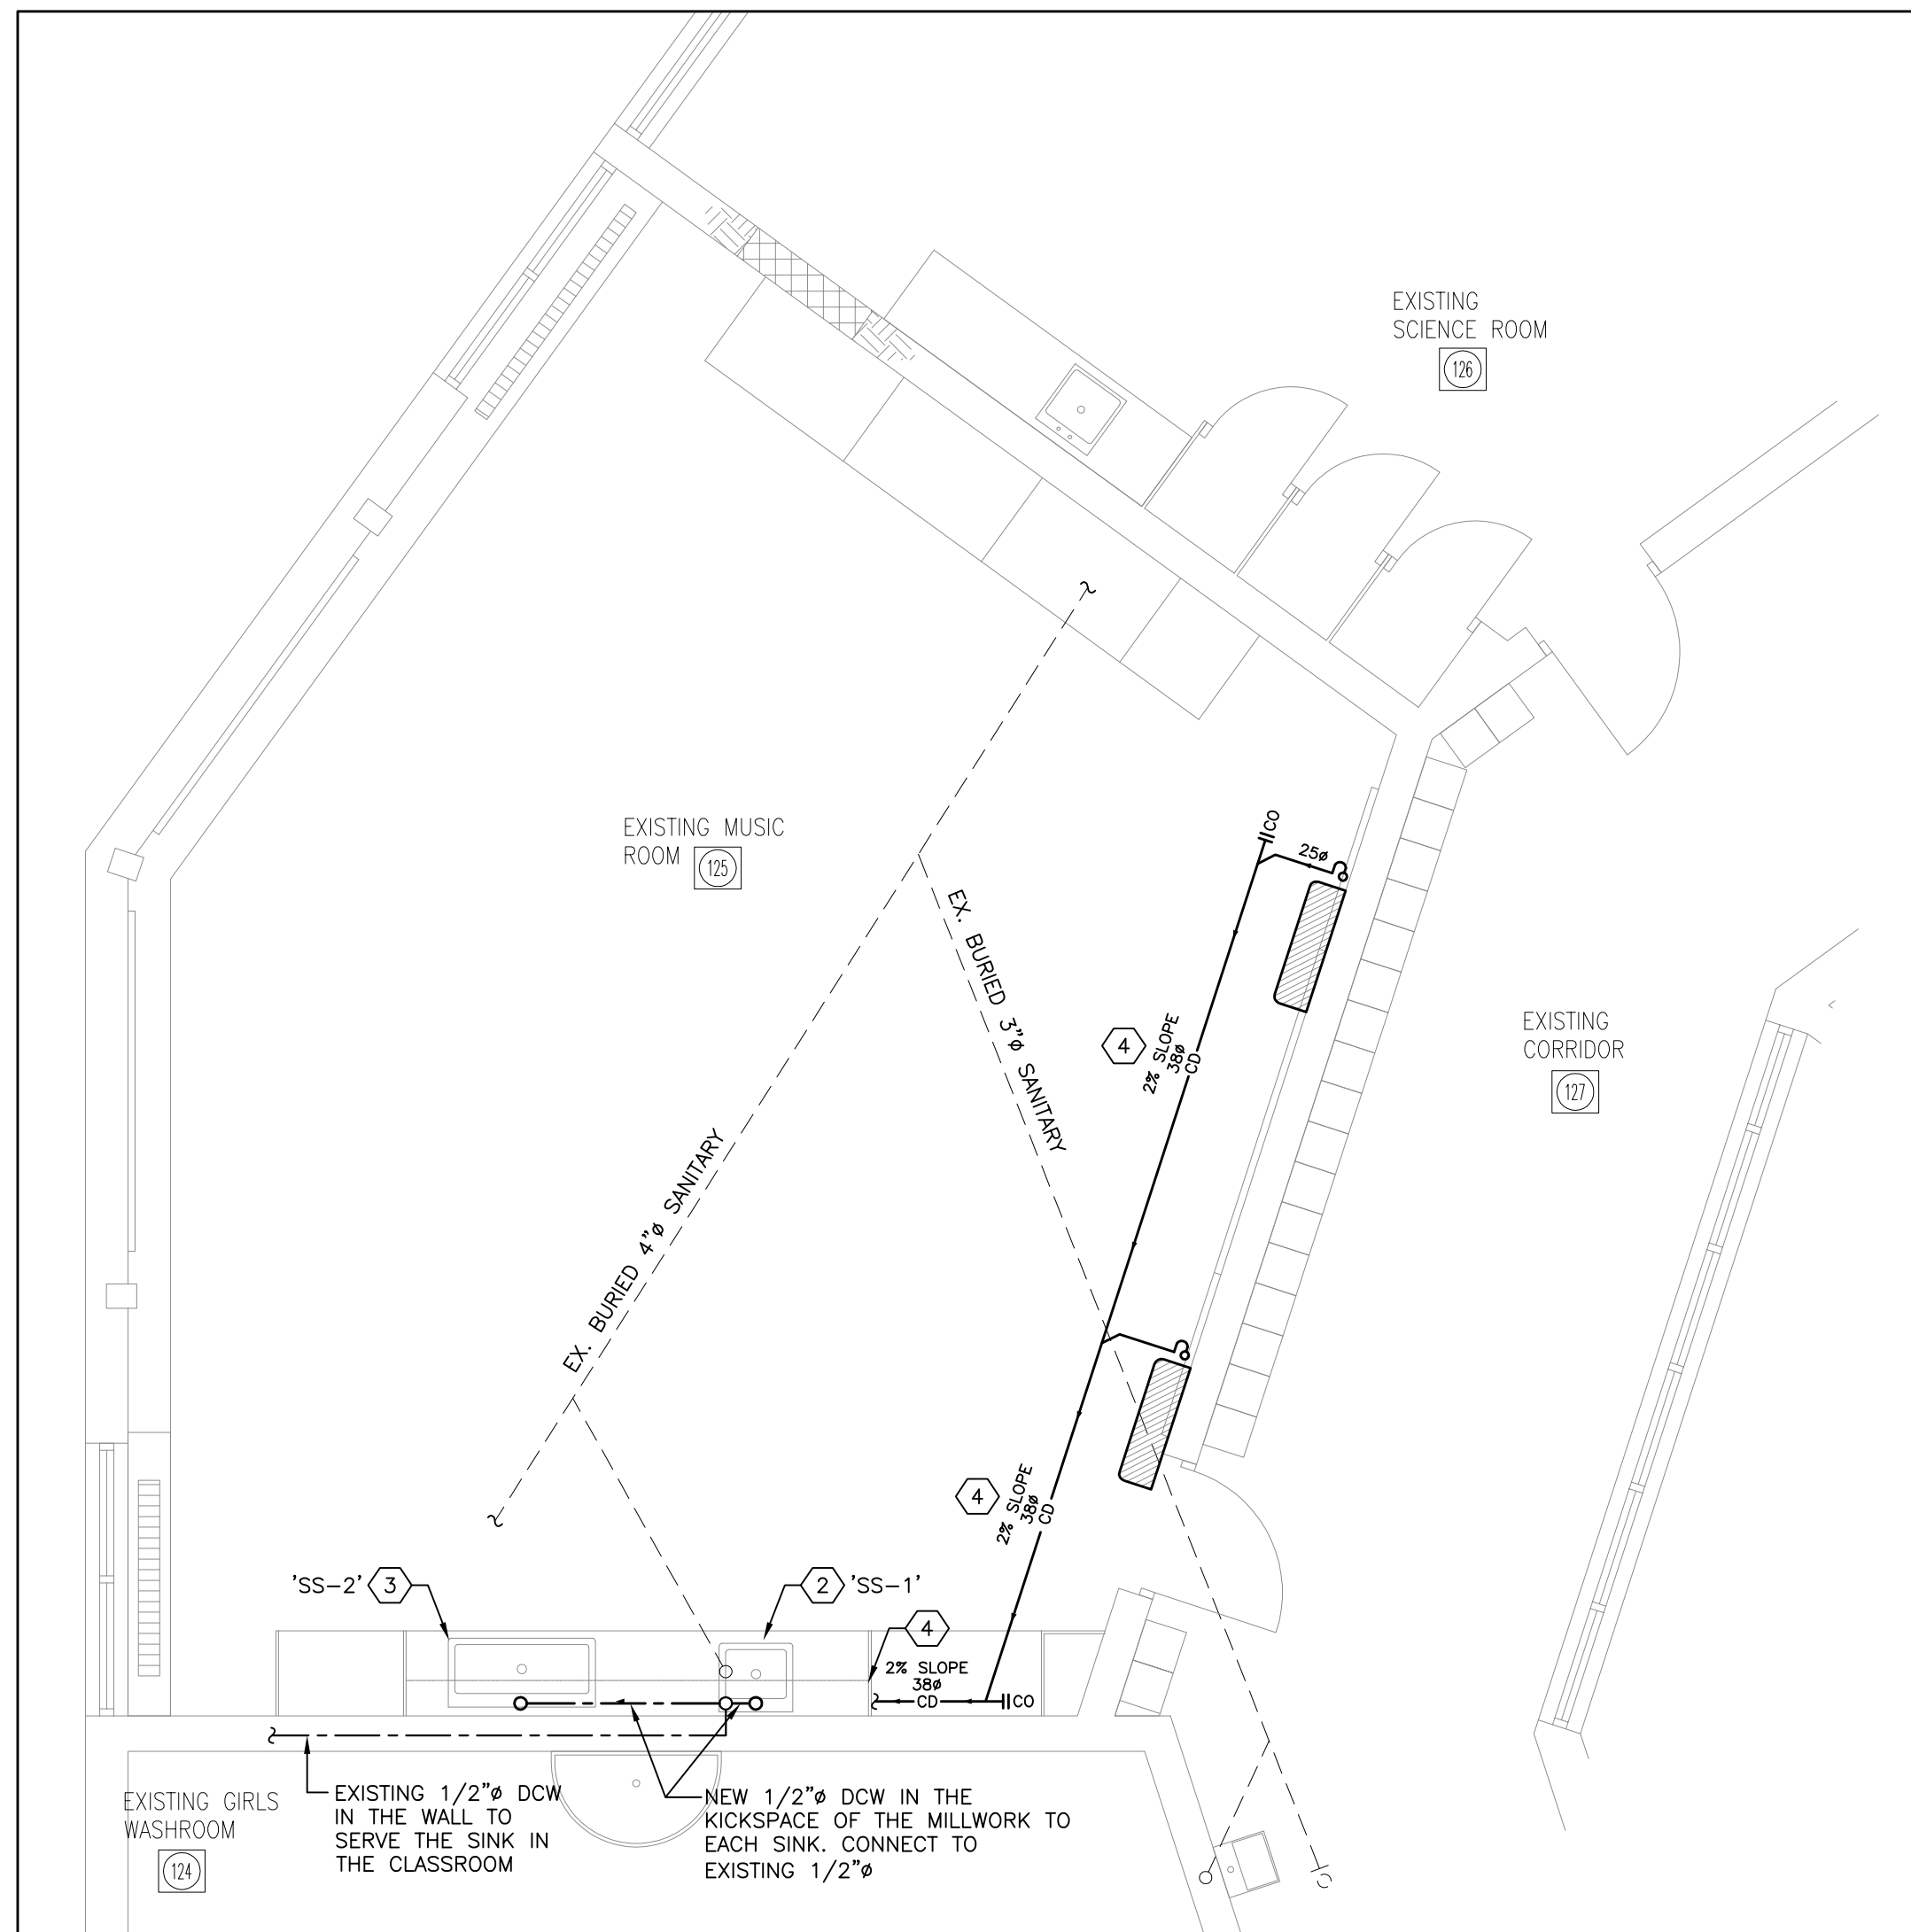 EXISTING
SCIENCE ROOM
126
EXISTING MUSIC
ROOM 125
CO
25ø
EX. BURIED 3"ø SANITARY
EXISTING
CORRIDOR
127
4
2% SLOPE
38ø
CD
EX. BURIED 4"ø SANITARY
4
2% SLOPE
38ø
CD
'SS-2' 3
2 'SS-1'
4
2% SLOPE
38ø
CD
CO
EXISTING GIRLS
WASHROOM
124
EXISTING 1/2"ø DCW
IN THE WALL TO
SERVE THE SINK IN
THE CLASSROOM
NEW 1/2"ø DCW IN THE
KICKSPACE OF THE MILLWORK TO
EACH SINK. CONNECT TO
EXISTING 1/2"ø